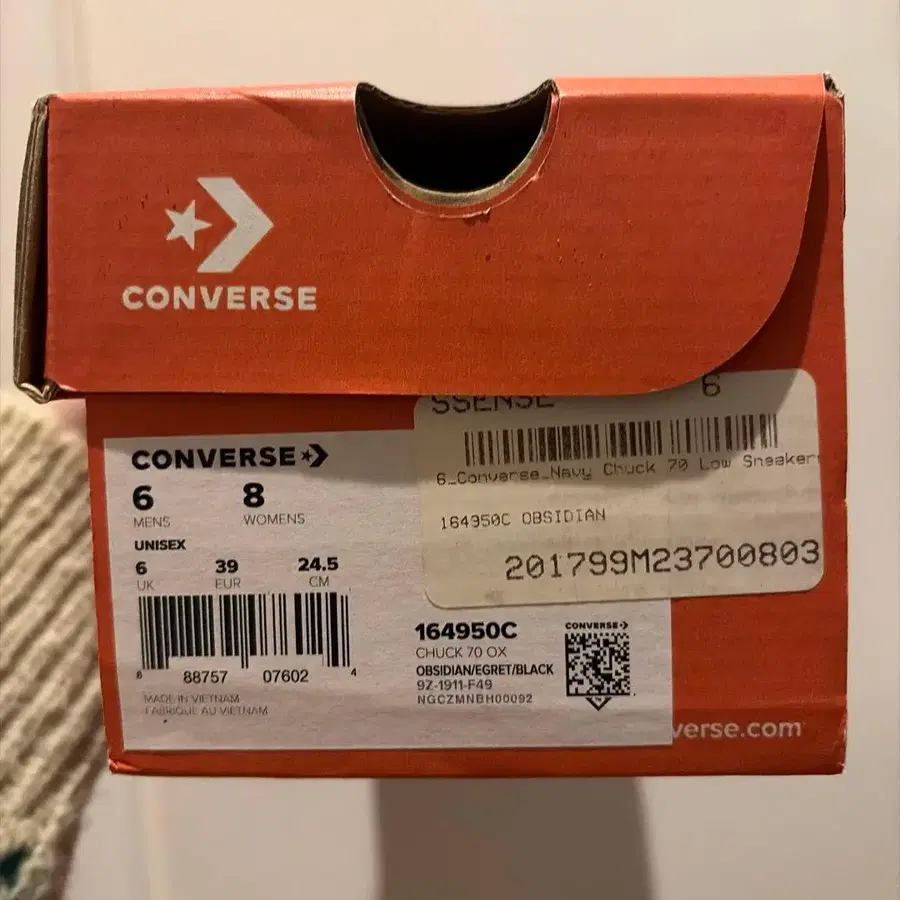 CONVERSE
SSENSE 6
6_Converse_Navy Chuck 70 Low Sneaker
164950C OBSIDIAN
201799M23700803
CONVERSE
6 8
MENS WOMENS
UNISEX
6 39 24.5
UK EUR CM
8 88757 07602 4
MADE IN VIETNAM
FABRIQUÉ AU VIETNAM
164950C
CHUCK 70 OX
OBSIDIAN/EGRET/BLACK
9Z-1911-F49
NGCZMNBH00092
CONVERSE
verse.com